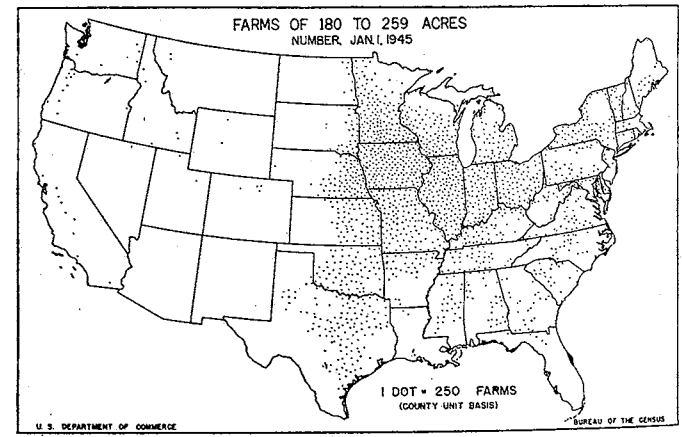 FARMS OF 180 TO 259 ACRES
NUMBER, JAN. 1, 1945
1 DOT = 250 FARMS
(COUNTY UNIT BASIS)
U. S. DEPARTMENT OF COMMERCE
BUREAU OF THE CENSUS